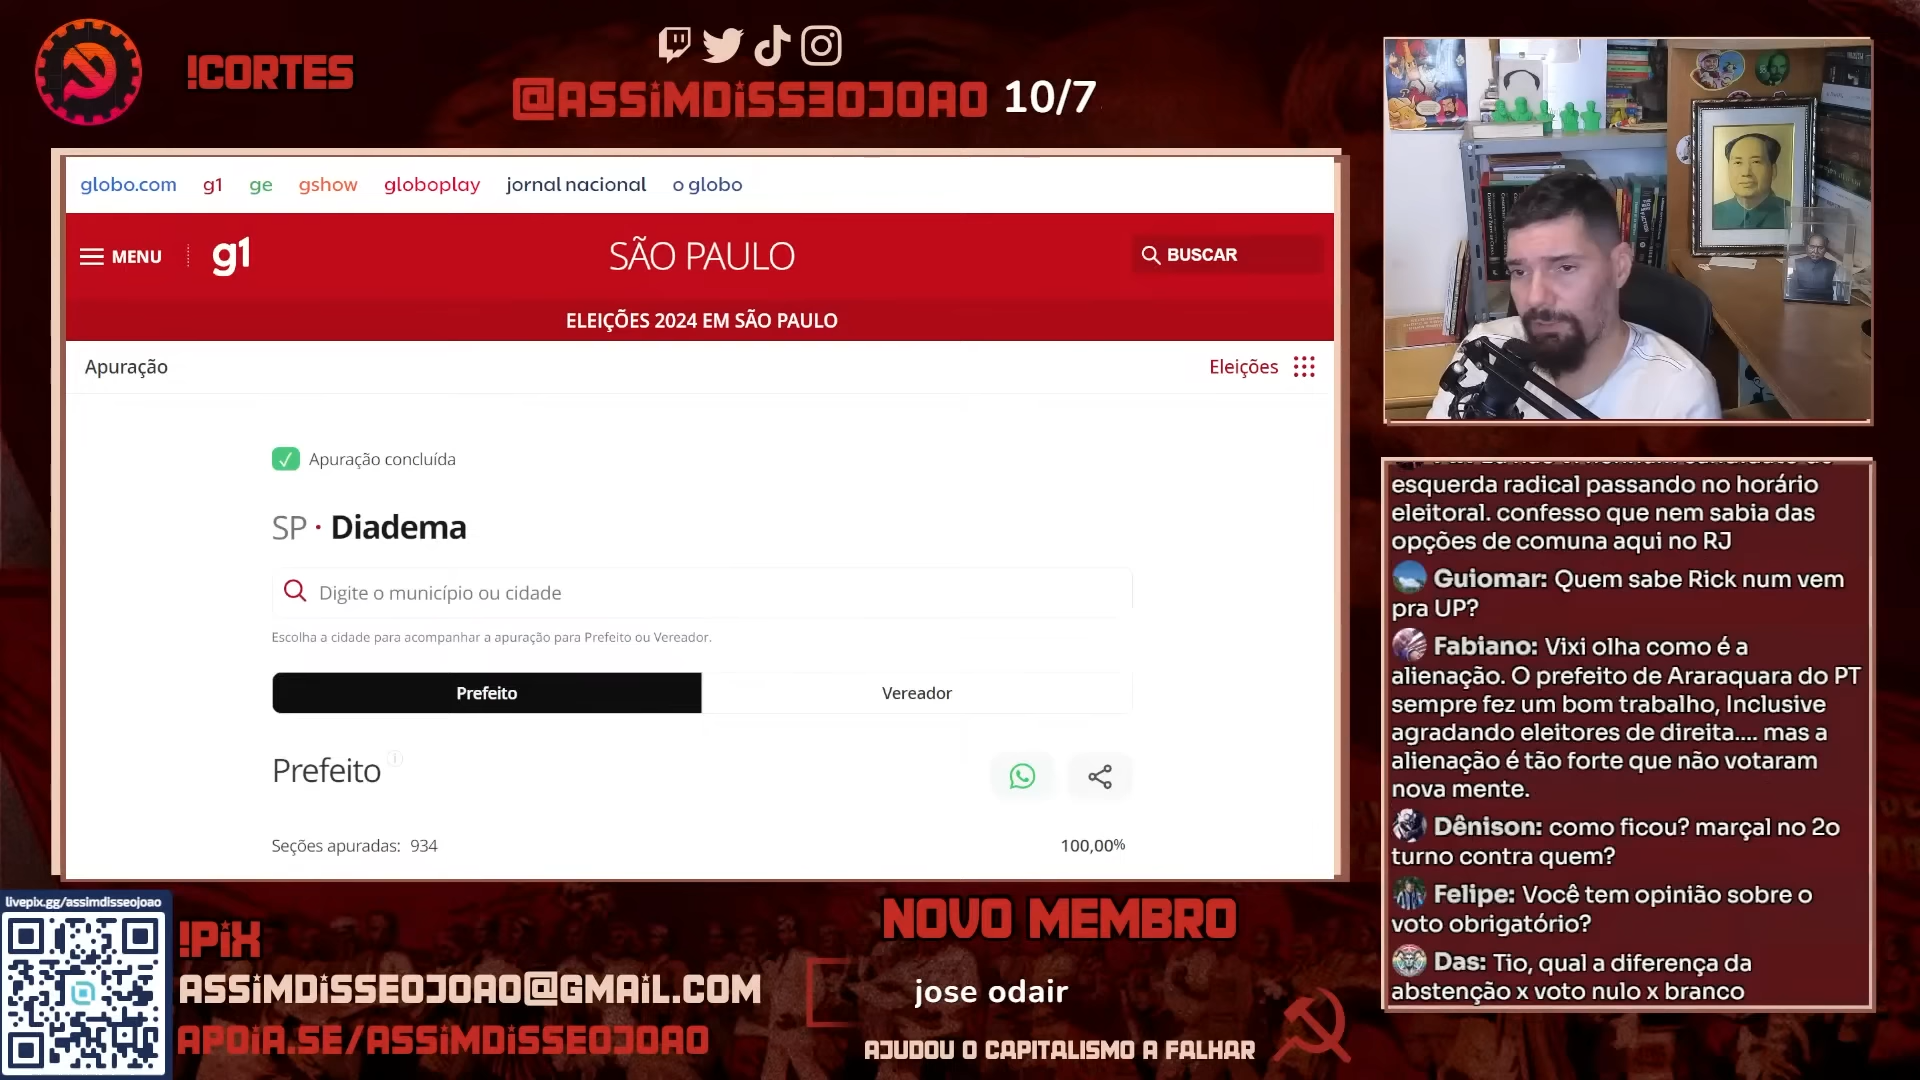 !CORTES
@ASSIMDISSEOJOAO 10/7
globo.com g1 ge gshow globoplay jornal nacional o globo
MENU g1 SÃO PAULO BUSCAR
ELEIÇÕES 2024 EM SÃO PAULO
Apuração Eleições
Apuração concluída
SP · Diadema
Digite o município ou cidade
Escolha a cidade para acompanhar a apuração para Prefeito ou Vereador.
Prefeito Vereador
Prefeito
Seções apuradas: 934 100,00%
esquerda radical passando no horário
eleitoral. confesso que nem sabia das
opções de comuna aqui no RJ
Guiomar: Quem sabe Rick num vem
pra UP?
Fabiano: Vixi olha como é a
alienação. O prefeito de Araraquara do PT
sempre fez um bom trabalho, Inclusive
agradando eleitores de direita.... mas a
alienação é tão forte que não votaram
nova mente.
Dênison: como ficou? marçal no 2o
turno contra quem?
Felipe: Você tem opinião sobre o
voto obrigatório?
Das: Tio, qual a diferença da
abstenção x voto nulo x branco
livepix.gg/assimdisseojoao
!PIX
ASSIMDISSEOJOAO@GMAIL.COM
APOIA.SE/ASSIMDISSEOJOAO
NOVO MEMBRO
jose odair
AJUDOU O CAPITALISMO A FALHAR